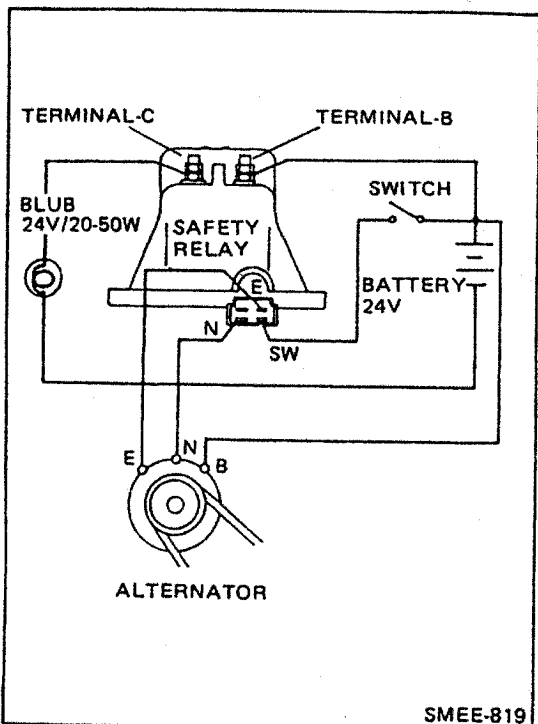 TERMINAL-C
TERMINAL-B
SWITCH
BLUB
24V/20-50W
SAFETY
RELAY
E
BATTERY
24V
N
SW
E
N
B
ALTERNATOR
SMEE-819